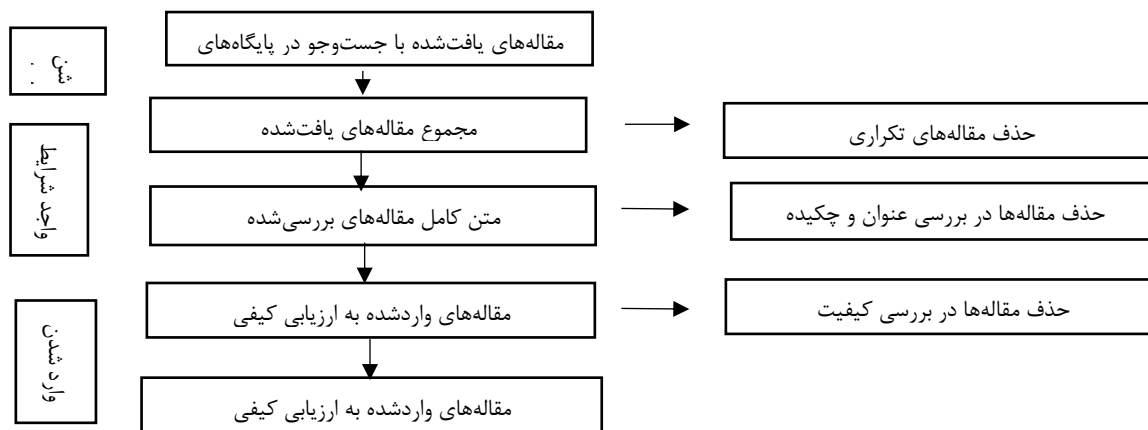 مقاله‌های یافت‌شده با جست‌وجو در پایگاه‌های
شن
مجموع مقاله‌های یافت‌شده
حذف مقاله‌های تکراری
واجد شرایط
متن کامل مقاله‌های بررسی‌شده
حذف مقاله‌ها در بررسی عنوان و چکیده
مقاله‌های واردشده به ارزیابی کیفی
حذف مقاله‌ها در بررسی کیفیت
وارد شدن
مقاله‌های واردشده به ارزیابی کیفی